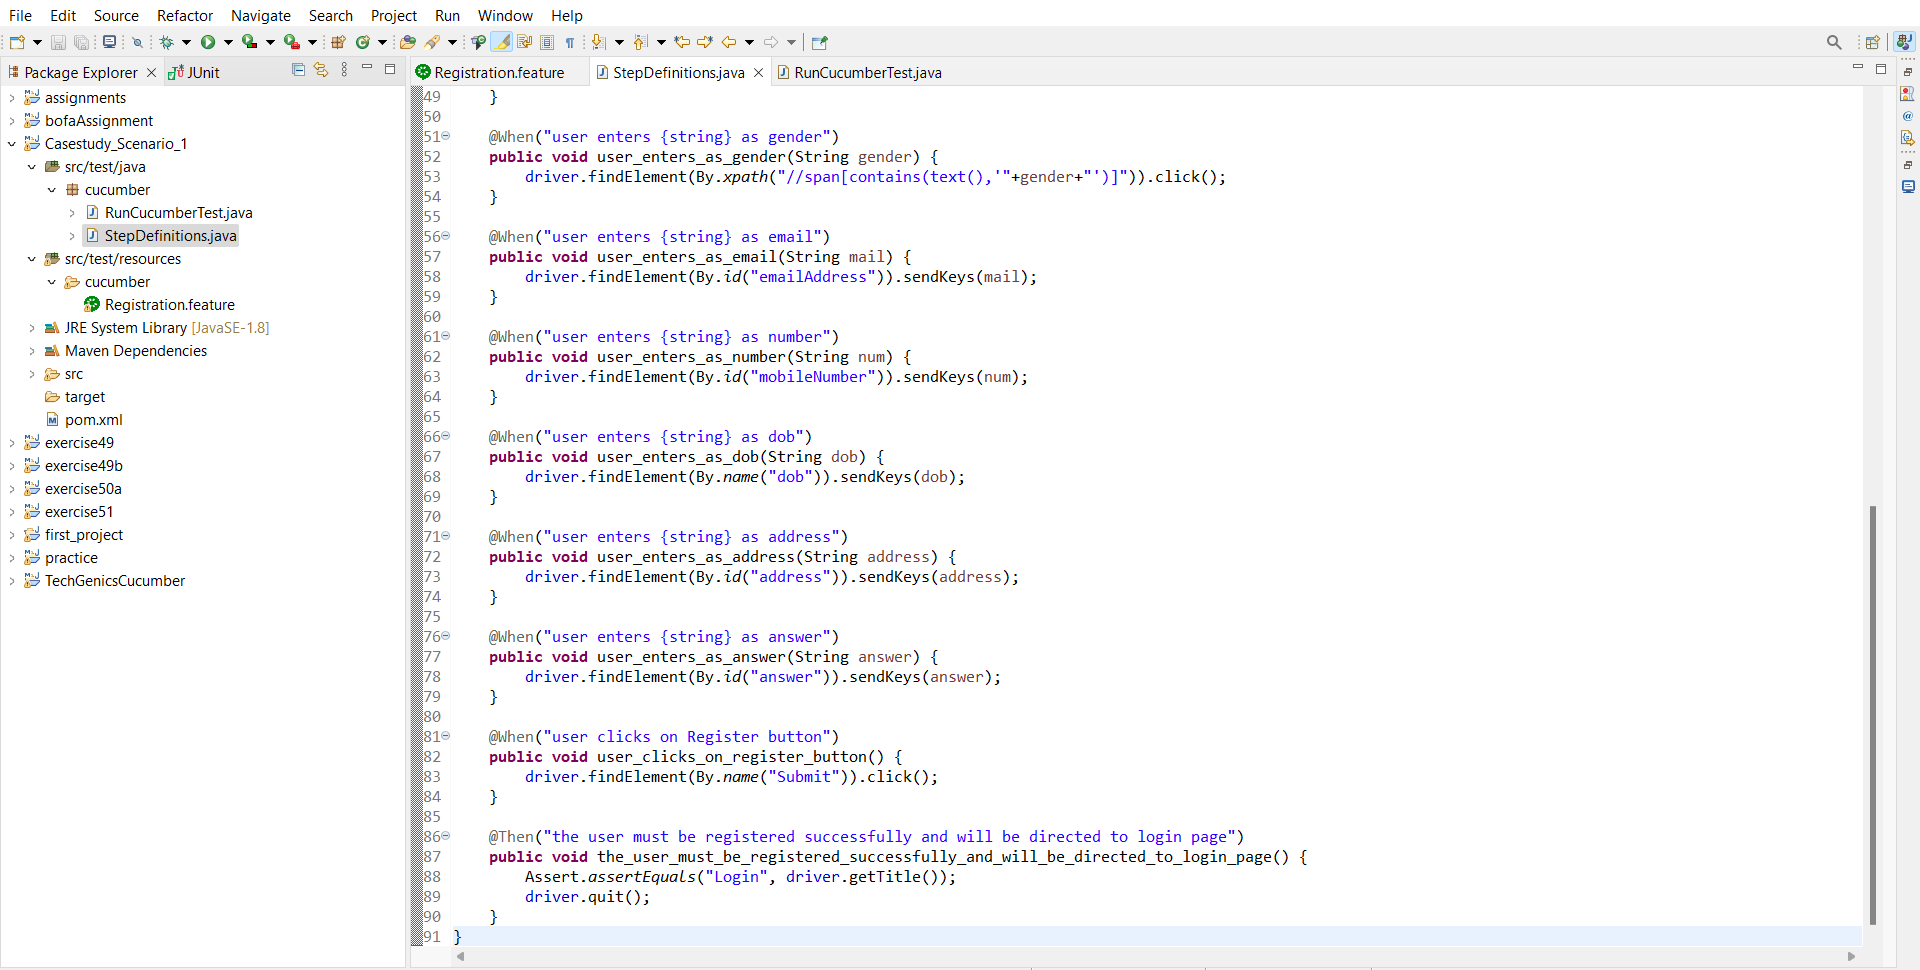 File Edit Source Refactor Navigate Search Project Run Window Help
Package Explorer
JUnit
assignments
bofaAssignment
Casestudy_Scenario_1
src/test/java
cucumber
RunCucumberTest.java
StepDefinitions.java
src/test/resources
cucumber
Registration.feature
JRE System Library [JavaSE-1.8]
Maven Dependencies
src
target
pom.xml
exercise49
exercise49b
exercise50a
exercise51
first_project
practice
TechGenicsCucumber
Registration.feature
StepDefinitions.java
RunCucumberTest.java
49 }
50
51 @When("user enters {string} as gender")
52 public void user_enters_as_gender(String gender) {
53 driver.findElement(By.xpath("//span[contains(text(),'"+gender+"')]")).click();
54 }
55
56 @When("user enters {string} as email")
57 public void user_enters_as_email(String mail) {
58 driver.findElement(By.id("emailAddress")).sendKeys(mail);
59 }
60
61 @When("user enters {string} as number")
62 public void user_enters_as_number(String num) {
63 driver.findElement(By.id("mobileNumber")).sendKeys(num);
64 }
65
66 @When("user enters {string} as dob")
67 public void user_enters_as_dob(String dob) {
68 driver.findElement(By.name("dob")).sendKeys(dob);
69 }
70
71 @When("user enters {string} as address")
72 public void user_enters_as_address(String address) {
73 driver.findElement(By.id("address")).sendKeys(address);
74 }
75
76 @When("user enters {string} as answer")
77 public void user_enters_as_answer(String answer) {
78 driver.findElement(By.id("answer")).sendKeys(answer);
79 }
80
81 @When("user clicks on Register button")
82 public void user_clicks_on_register_button() {
83 driver.findElement(By.name("Submit")).click();
84 }
85
86 @Then("the user must be registered successfully and will be directed to login page")
87 public void the_user_must_be_registered_successfully_and_will_be_directed_to_login_page() {
88 Assert.assertEquals("Login", driver.getTitle());
89 driver.quit();
90 }
91 }